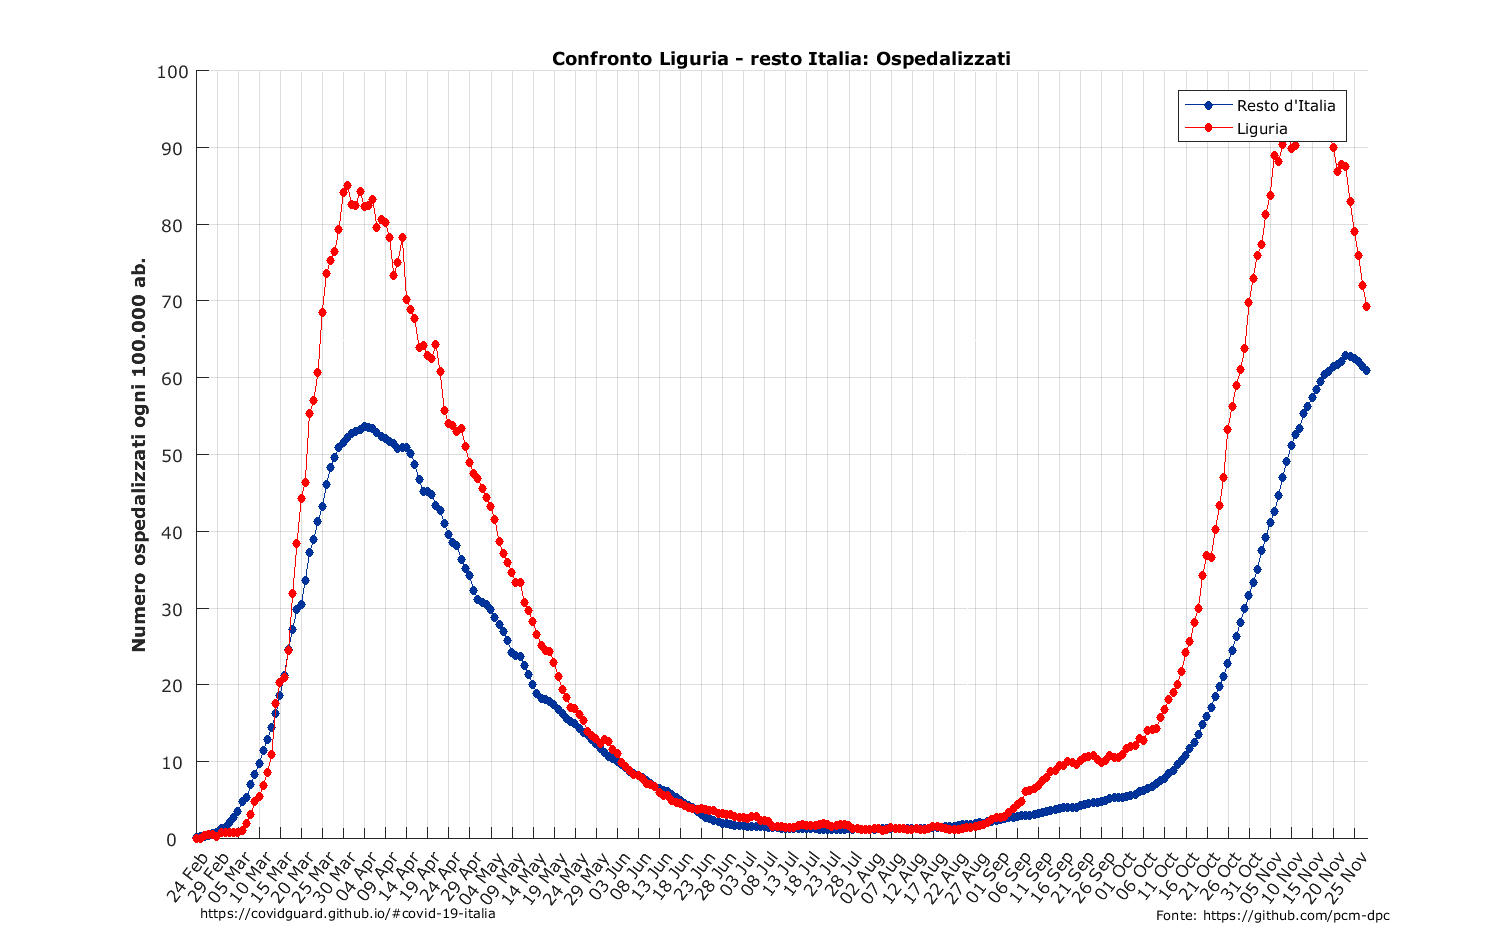 Confronto Liguria - resto Italia: Ospedalizzati
Resto d'Italia
Liguria
Numero ospedalizzati ogni 100.000 ab.
100
90
80
70
60
50
40
30
20
10
0
24 Feb
29 Feb
05 Mar
10 Mar
15 Mar
20 Mar
25 Mar
30 Mar
04 Apr
09 Apr
14 Apr
19 Apr
24 Apr
29 Apr
04 May
09 May
14 May
19 May
24 May
29 May
03 Jun
08 Jun
13 Jun
18 Jun
23 Jun
28 Jun
03 Jul
08 Jul
13 Jul
18 Jul
23 Jul
28 Jul
02 Aug
07 Aug
12 Aug
17 Aug
22 Aug
27 Aug
01 Sep
06 Sep
11 Sep
16 Sep
21 Sep
26 Sep
01 Oct
06 Oct
11 Oct
16 Oct
21 Oct
26 Oct
31 Oct
05 Nov
10 Nov
15 Nov
20 Nov
25 Nov
https://covidguard.github.io/#covid-19-italia
Fonte: https://github.com/pcm-dpc